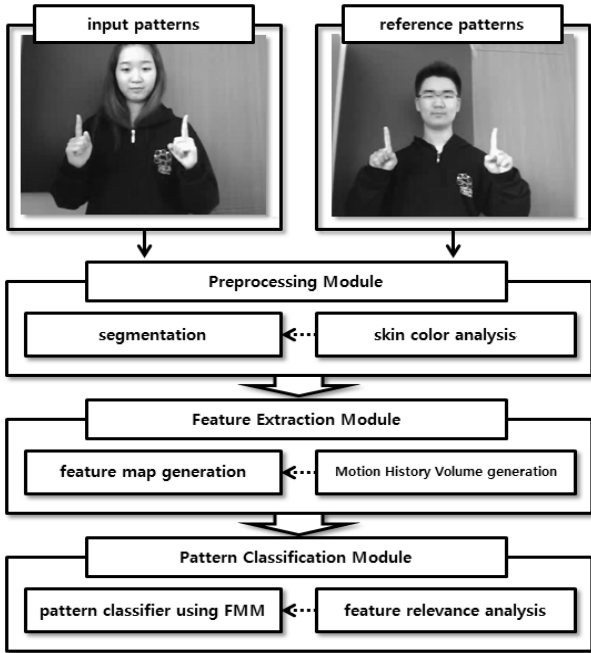 input patterns
reference patterns
Preprocessing Module
segmentation
skin color analysis
Feature Extraction Module
feature map generation
Motion History Volume generation
Pattern Classification Module
pattern classifier using FMM
feature relevance analysis